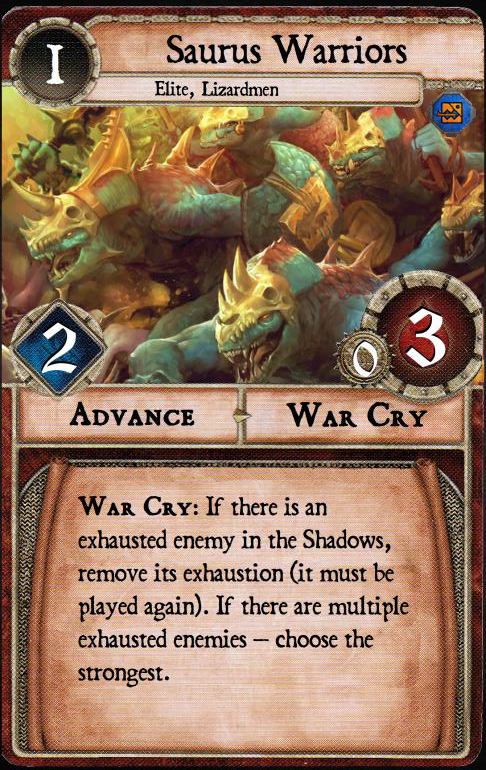 1
Saurus Warriors
Elite, Lizardmen
2
0
3
Advance
War Cry
War Cry: If there is an
exhausted enemy in the Shadows,
remove its exhaustion (it must be
played again). If there are multiple
exhausted enemies – choose the
strongest.